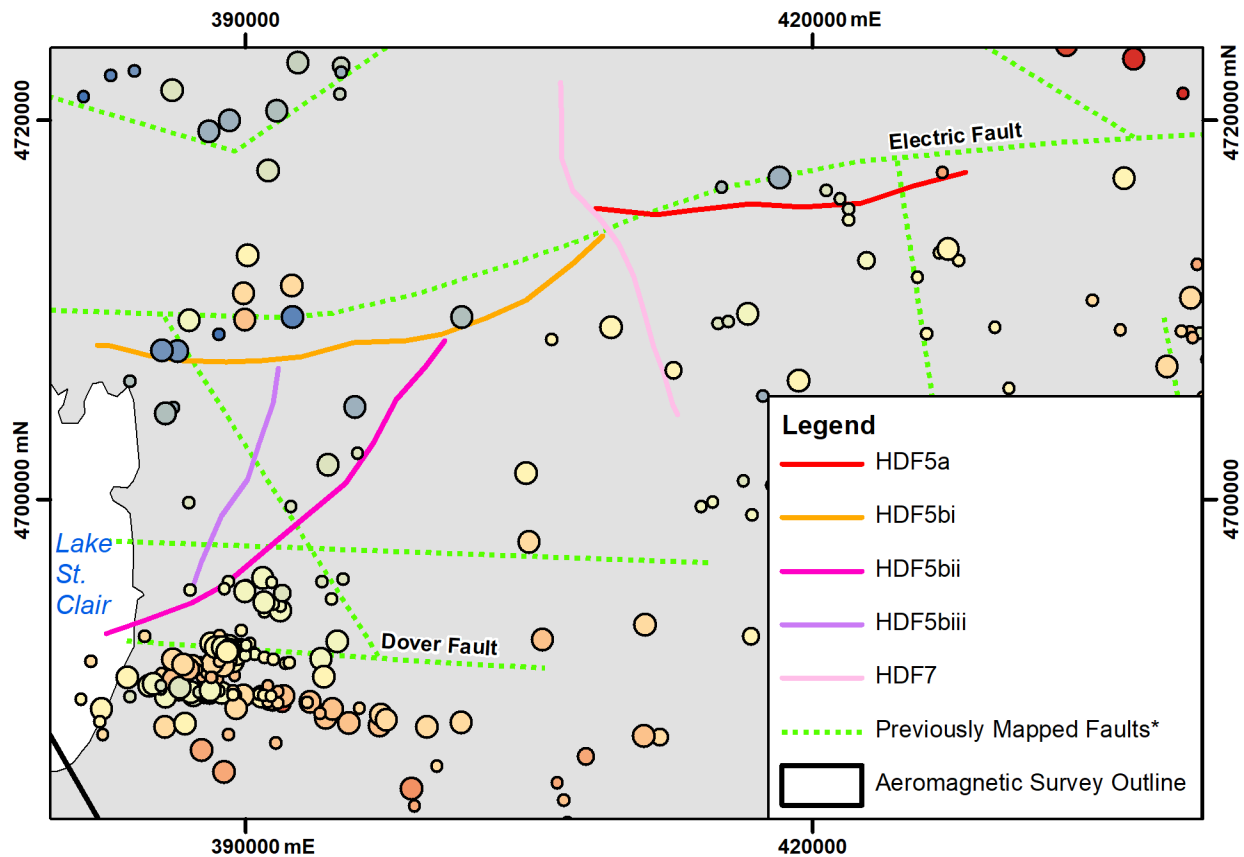 390000
420000 mE
4720000
4720000 mN
Electric Fault
4700000 mN
4700000
Lake
St.
Clair
Dover Fault
Legend
HDF5a
HDF5bi
HDF5bii
HDF5biii
HDF7
Previously Mapped Faults*
Aeromagnetic Survey Outline
390000 mE
420000